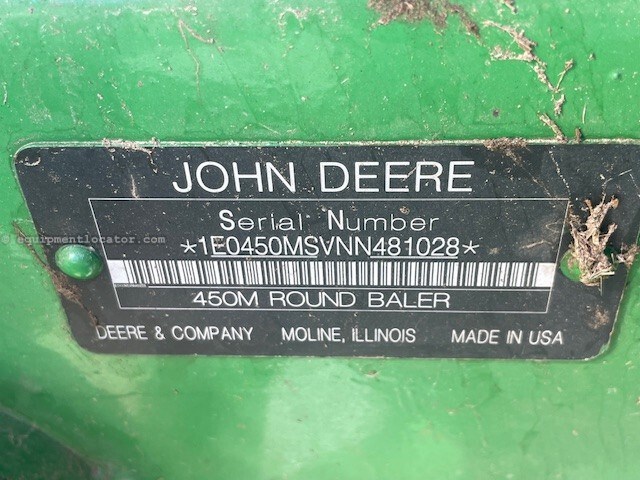 JOHN DEERE
Serial Number
*1E0450MSVNN481028*
450M ROUND BALER
DEERE & COMPANY MOLINE, ILLINOIS MADE IN USA
equipmentlocator.com